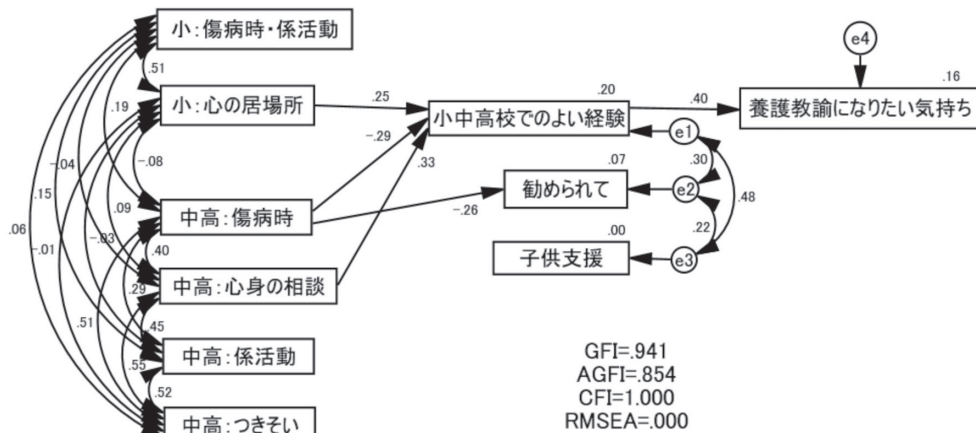 小:傷病時・係活動
e4
.51
.16
小:心の居場所
.25
.20
.40
養護教諭になりたい気持ち
小中高校でのよい経験
.19
-.29
e1
-.08
.33
.07
.30
-.04
勧められて
e2
.48
.15
.09
中高:傷病時
-.26
.22
.06
-.01
-.03
.40
.00
子供支援
e3
中高:心身の相談
.29
.51
.45
中高:係活動
.55
.52
中高:つきそい
GFI=.941
AGFI=.854
CFI=1.000
RMSEA=.000